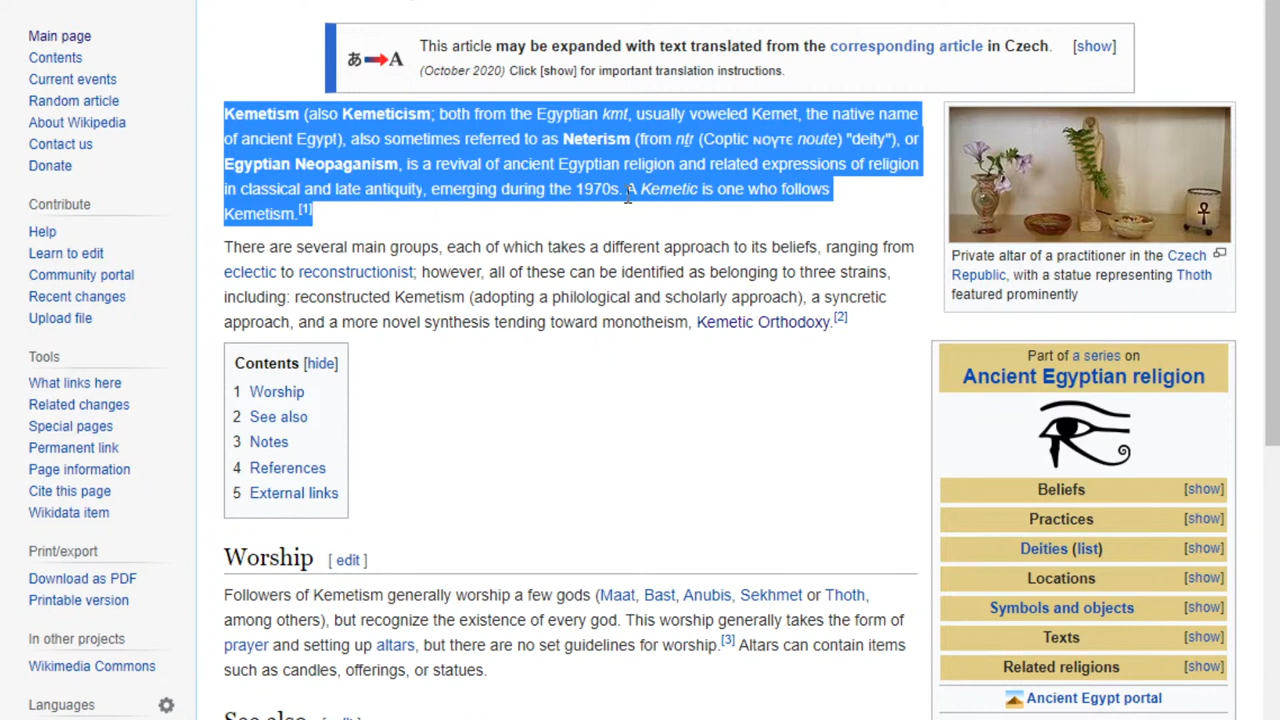 Main page
Contents
Current events
Random article
About Wikipedia
Contact us
Donate
Contribute
Help
Learn to edit
Community portal
Recent changes
Upload file
Tools
What links here
Related changes
Special pages
Permanent link
Page information
Cite this page
Wikidata item
Print/export
Download as PDF
Printable version
In other projects
Wikimedia Commons
Languages
あ A
This article may be expanded with text translated from the corresponding article in Czech. [show]
(October 2020) Click [show] for important translation instructions.
Kemetism (also Kemeticism; both from the Egyptian kmt, usually voweled Kemet, the native name
of ancient Egypt), also sometimes referred to as Neterism (from nṯr (Coptic ⲛⲟⲩⲧⲉ noute) "deity"), or
Egyptian Neopaganism, is a revival of ancient Egyptian religion and related expressions of religion
in classical and late antiquity, emerging during the 1970s. A Kemetic is one who follows
Kemetism.[1]
There are several main groups, each of which takes a different approach to its beliefs, ranging from
eclectic to reconstructionist; however, all of these can be identified as belonging to three strains,
including: reconstructed Kemetism (adopting a philological and scholarly approach), a syncretic
approach, and a more novel synthesis tending toward monotheism, Kemetic Orthodoxy.[2]
Contents [hide]
1 Worship
2 See also
3 Notes
4 References
5 External links
Worship [ edit ]
Followers of Kemetism generally worship a few gods (Maat, Bast, Anubis, Sekhmet or Thoth,
among others), but recognize the existence of every god. This worship generally takes the form of
prayer and setting up altars, but there are no set guidelines for worship.[3] Altars can contain items
such as candles, offerings, or statues.
See also [ edit ]
Private altar of a practitioner in the Czech
Republic, with a statue representing Thoth
featured prominently
Part of a series on
Ancient Egyptian religion
Beliefs [show]
Practices [show]
Deities (list) [show]
Locations [show]
Symbols and objects [show]
Texts [show]
Related religions [show]
Ancient Egypt portal